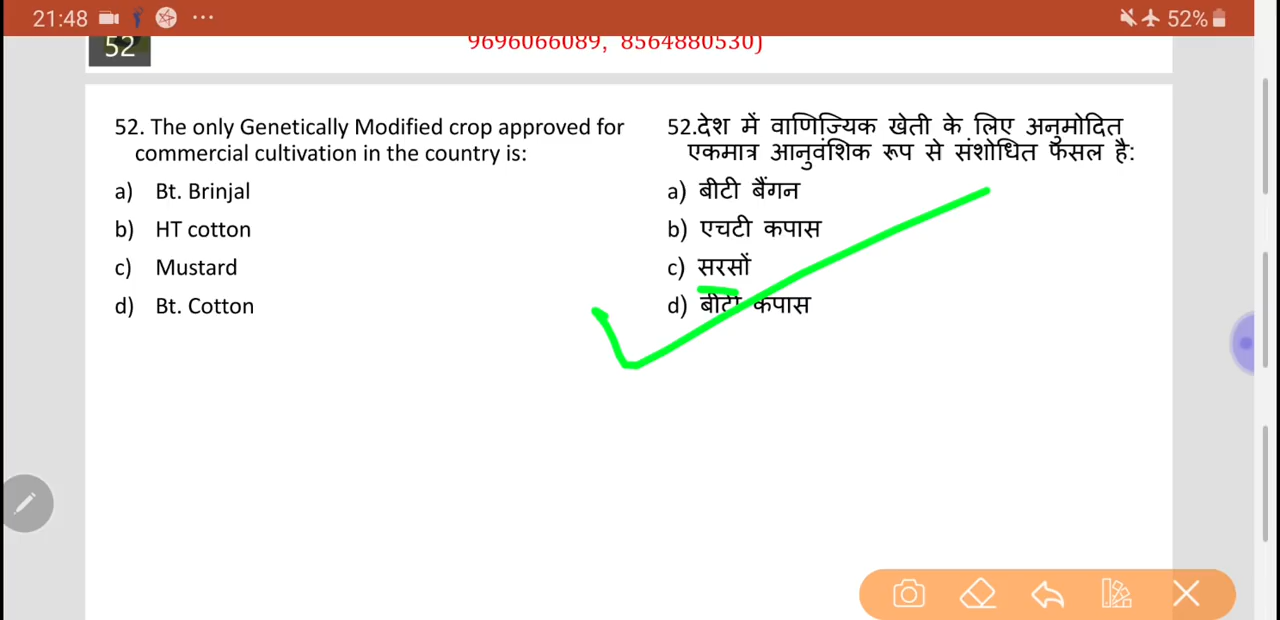 21:48
52%
52
9696066089, 8564880530)
52. The only Genetically Modified crop approved for
commercial cultivation in the country is:
a) Bt. Brinjal
b) HT cotton
c) Mustard
d) Bt. Cotton
52.देश में वाणिज्यिक खेती के लिए अनुमोदित
एकमात्र आनुवंशिक रूप से संशोधित फसल है:
a) बीटी बैंगन
b) एचटी कपास
c) सरसों
d) बीटी कपास